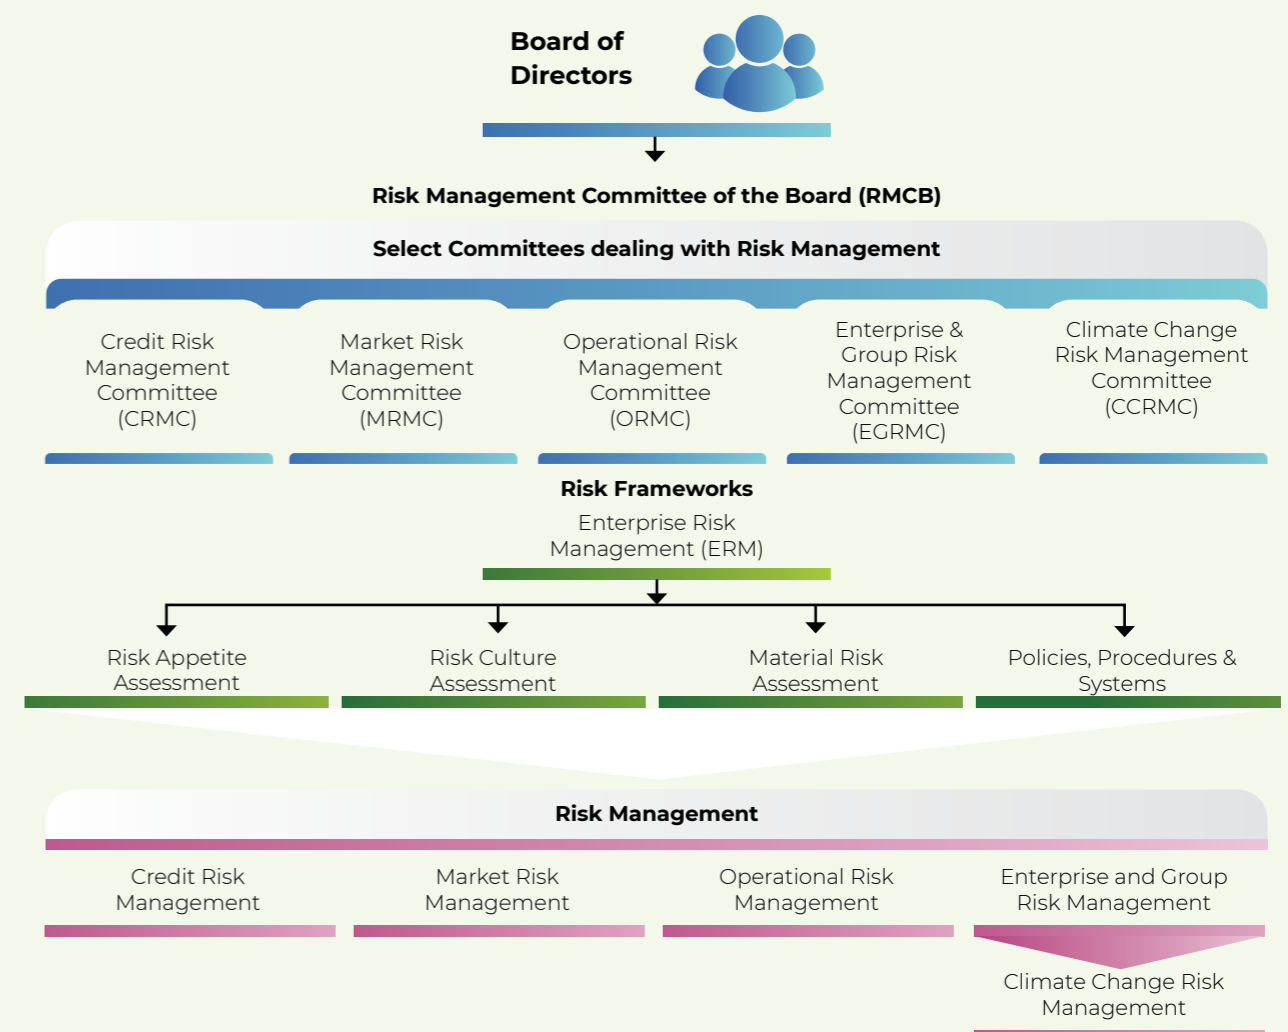 Board of
Directors
Risk Management Committee of the Board (RMCB)
Select Committees dealing with Risk Management
Credit Risk
Management
Committee
(CRMC)
Market Risk
Management
Committee
(MRMC)
Operational Risk
Management
Committee
(ORMC)
Enterprise &
Group Risk
Management
Committee
(EGRMC)
Climate Change
Risk Management
Committee
(CCRMC)
Risk Frameworks
Enterprise Risk
Management (ERM)
Risk Appetite
Assessment
Risk Culture
Assessment
Material Risk
Assessment
Policies, Procedures &
Systems
Risk Management
Credit Risk
Management
Market Risk
Management
Operational Risk
Management
Enterprise and Group
Risk Management
Climate Change Risk
Management